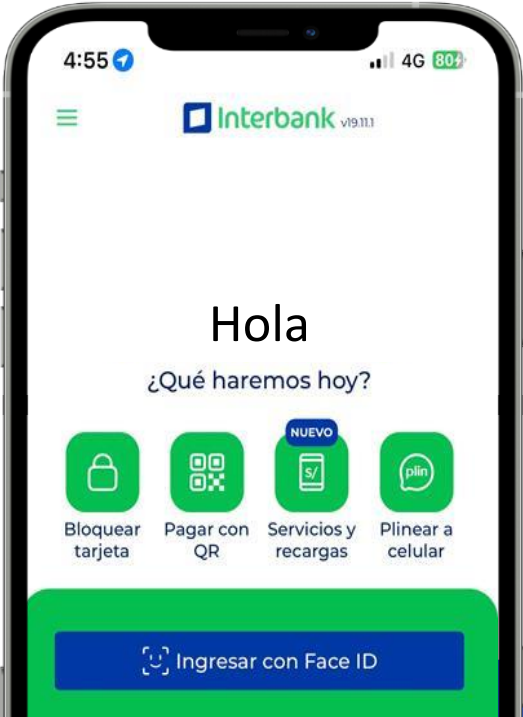 4:55
4G 80
Interbank v19.11.1
Hola
¿Qué haremos hoy?
NUEVO
S/
plin
Bloquear tarjeta
Pagar con QR
Servicios y recargas
Plinear a celular
Ingresar con Face ID